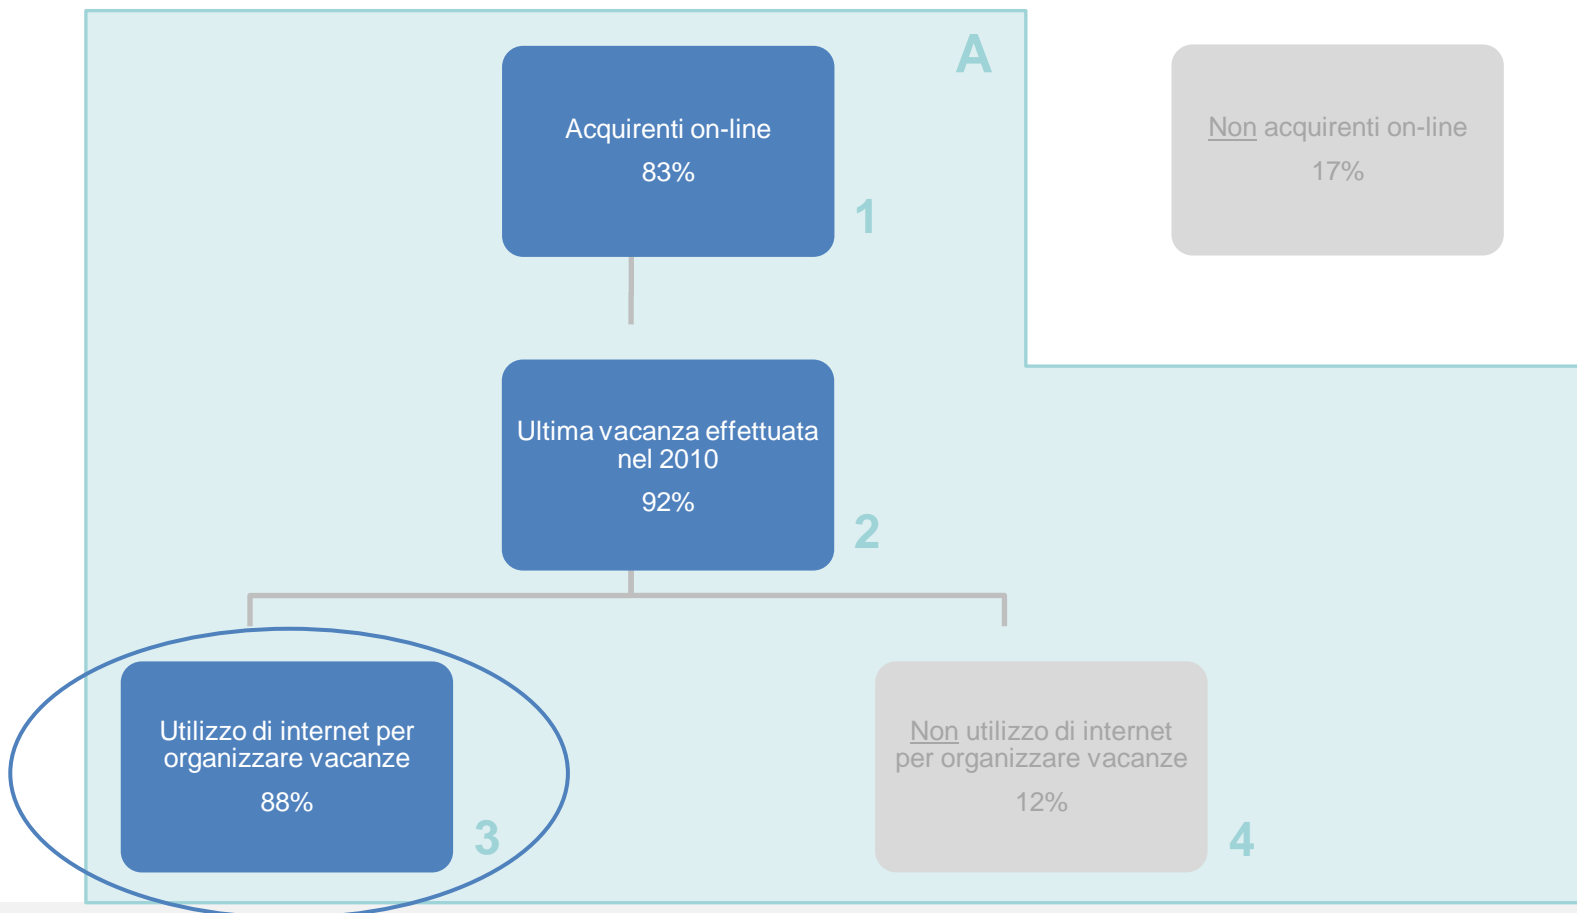 A
Acquirenti on-line
83%
1
Non acquirenti on-line
17%
Ultima vacanza effettuata
nel 2010
92%
2
Utilizzo di internet per
organizzare vacanze
88%
3
Non utilizzo di internet
per organizzare vacanze
12%
4